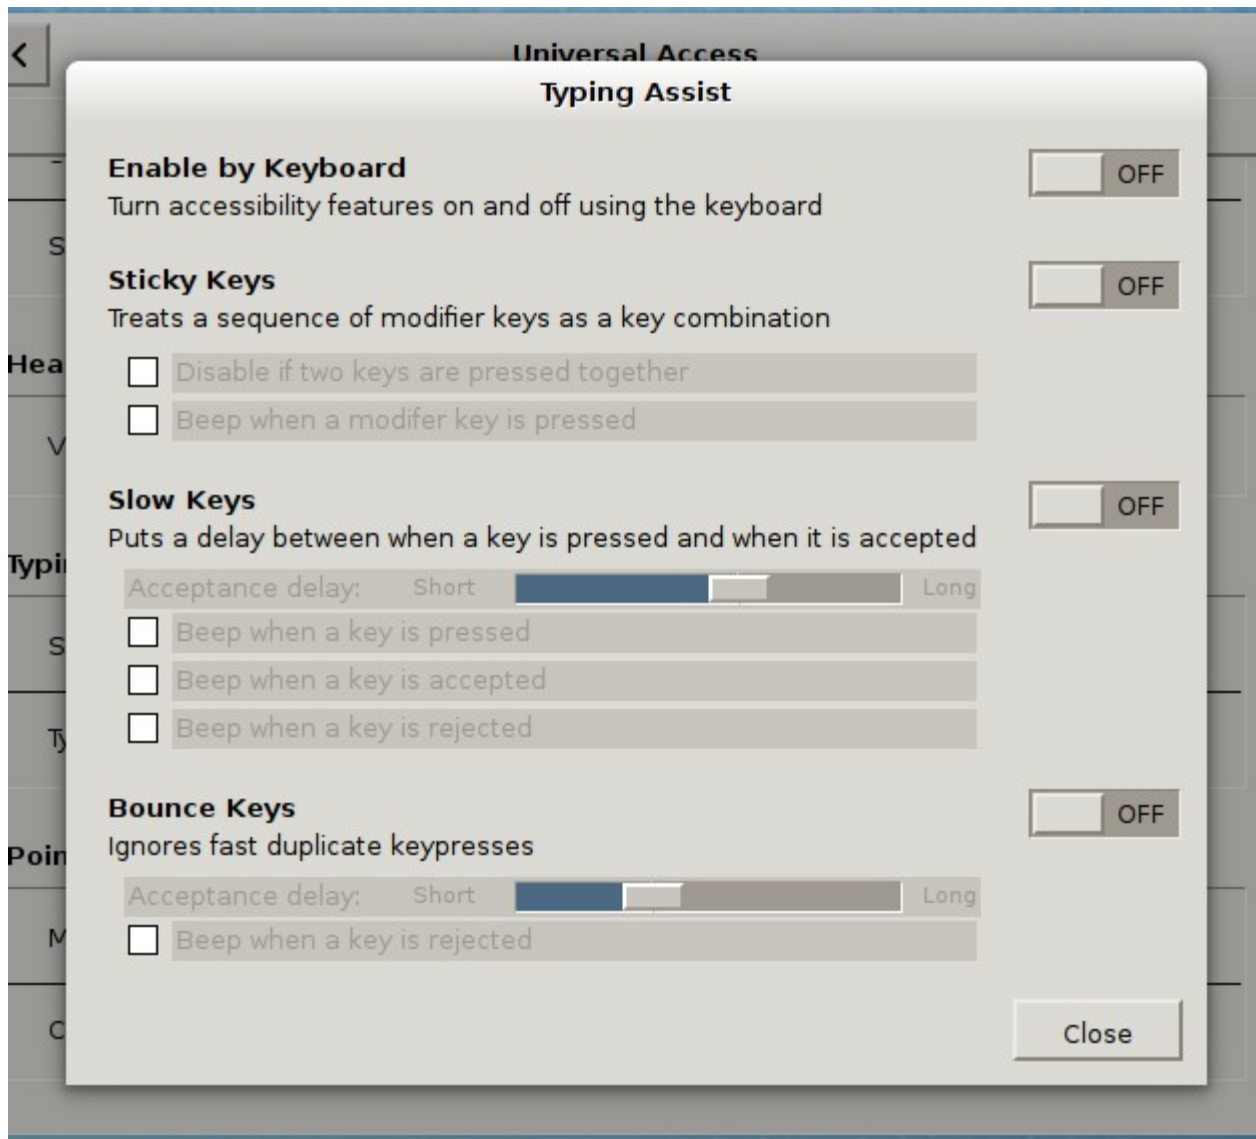 Universal Access
Typing Assist
Enable by Keyboard
OFF
Turn accessibility features on and off using the keyboard
Sticky Keys
OFF
Treats a sequence of modifier keys as a key combination
Disable if two keys are pressed together
Beep when a modifer key is pressed
Slow Keys
OFF
Puts a delay between when a key is pressed and when it is accepted
Acceptance delay: Short Long
Beep when a key is pressed
Beep when a key is accepted
Beep when a key is rejected
Bounce Keys
OFF
Ignores fast duplicate keypresses
Acceptance delay: Short Long
Beep when a key is rejected
Close